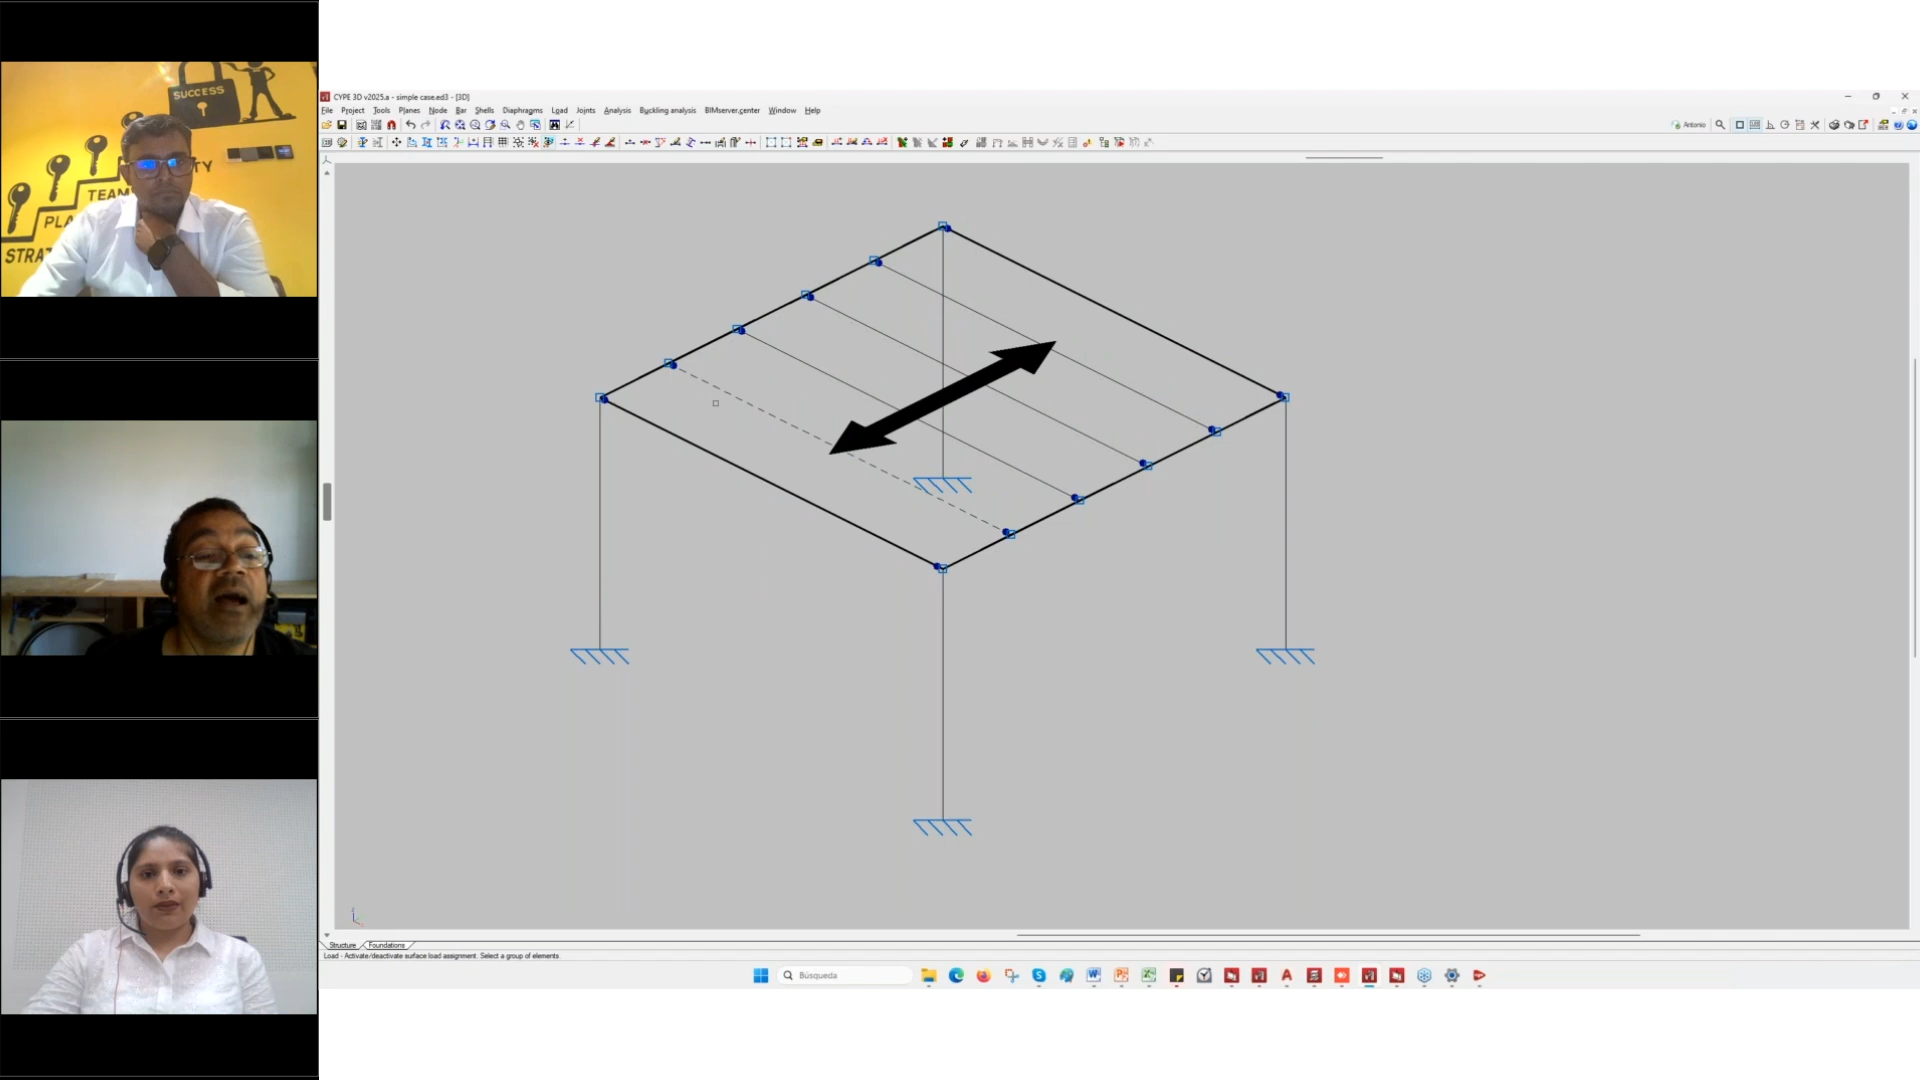 SUCCESS
TY
TEAM
PLA
STRAT
CYPE 3D v2025.a - simple case.ed3 - [3D]
File Project Tools Planes Node Bar Shells Diaphragms Load Joints Analysis Buckling analysis BIMserver.center Window Help
Antonio
Structure Foundations
Load - Activate/deactivate surface load assignment. Select a group of elements.
Búsqueda